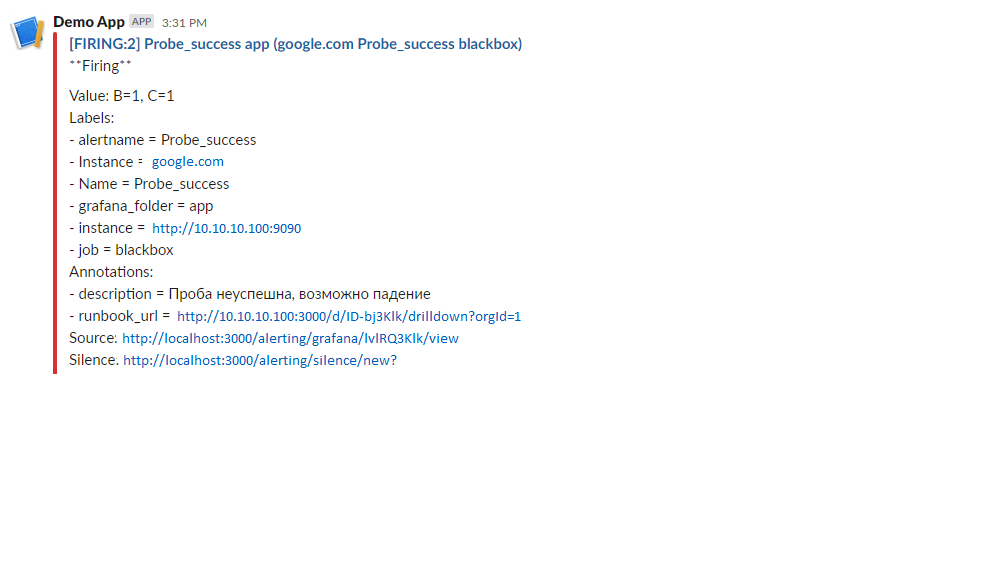 Demo App APP 3:31 PM
[FIRING:2] Probe_success app (google.com Probe_success blackbox)
**Firing**
Value: B=1, C=1
Labels:
- alertname = Probe_success
- Instance = google.com
- Name = Probe_success
- grafana_folder = app
- instance = http://10.10.10.100:9090
- job = blackbox
Annotations:
- description = Проба неуспешна, возможно падение
- runbook_url = http://10.10.10.100:3000/d/ID-bj3Klk/drilldown?orgId=1
Source: http://localhost:3000/alerting/grafana/lvlRQ3Klk/view
Silence. http://localhost:3000/alerting/silence/new?